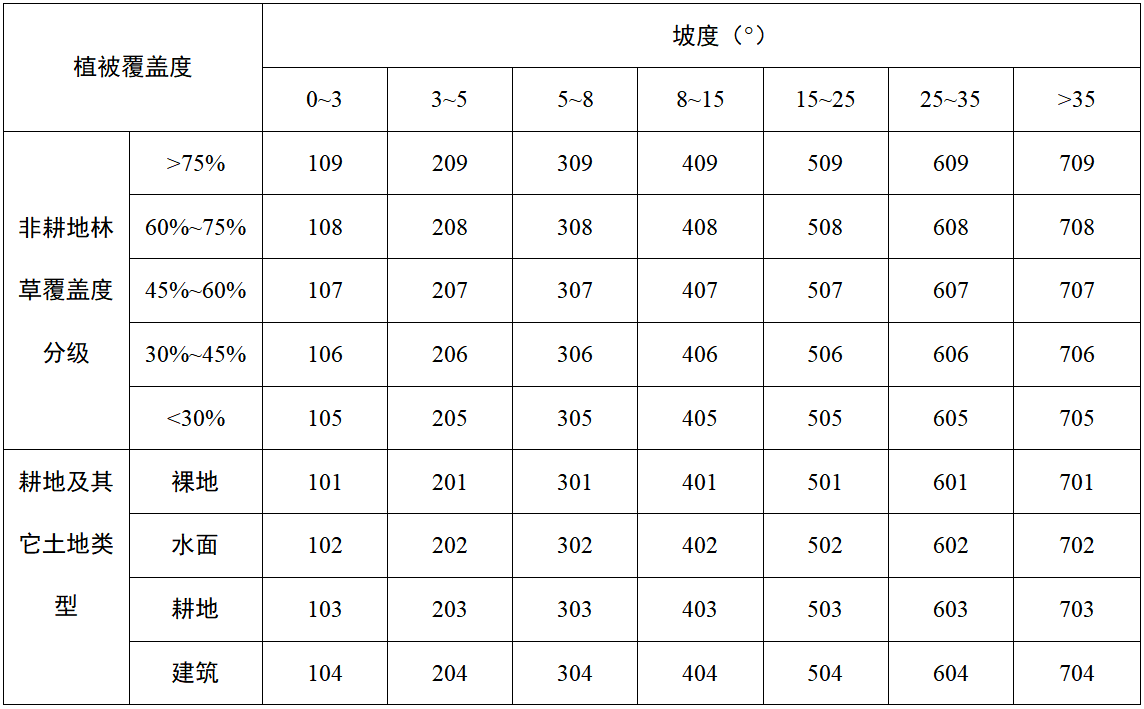 植被覆盖度
坡度（°）
0~3 3~5 5~8 8~15 15~25 25~35 >35
非耕地林
草覆盖度
分级
>75% 109 209 309 409 509 609 709
60%~75% 108 208 308 408 508 608 708
45%~60% 107 207 307 407 507 607 707
30%~45% 106 206 306 406 506 606 706
<30% 105 205 305 405 505 605 705
耕地及其
它土地类
型
裸地 101 201 301 401 501 601 701
水面 102 202 302 402 502 602 702
耕地 103 203 303 403 503 603 703
建筑 104 204 304 404 504 604 704